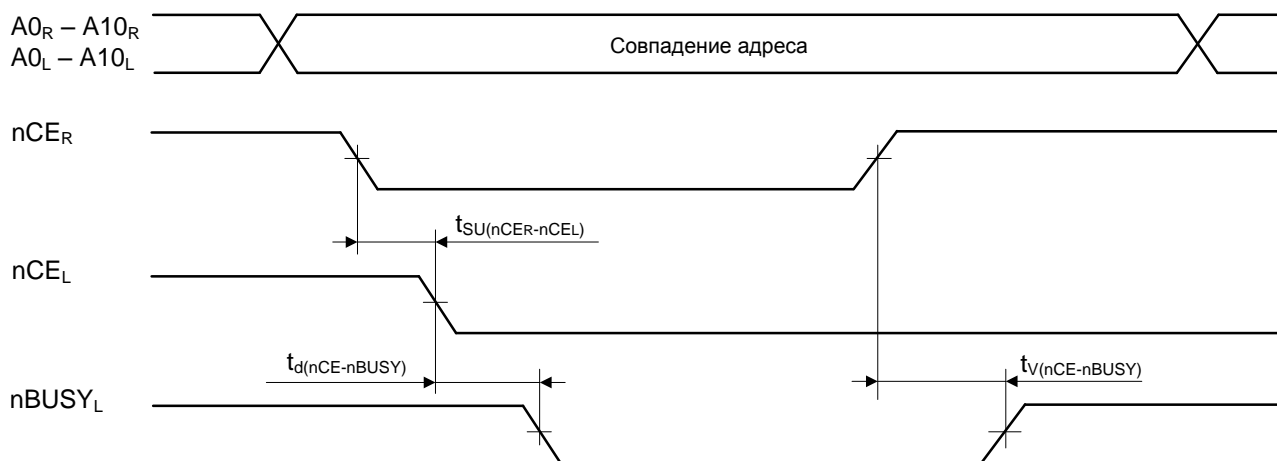 A0R – A10R
A0L – A10L
Совпадение адреса
nCER
tSU(nCER-nCEL)
nCEL
td(nCE-nBUSY)
tV(nCE-nBUSY)
nBUSYL